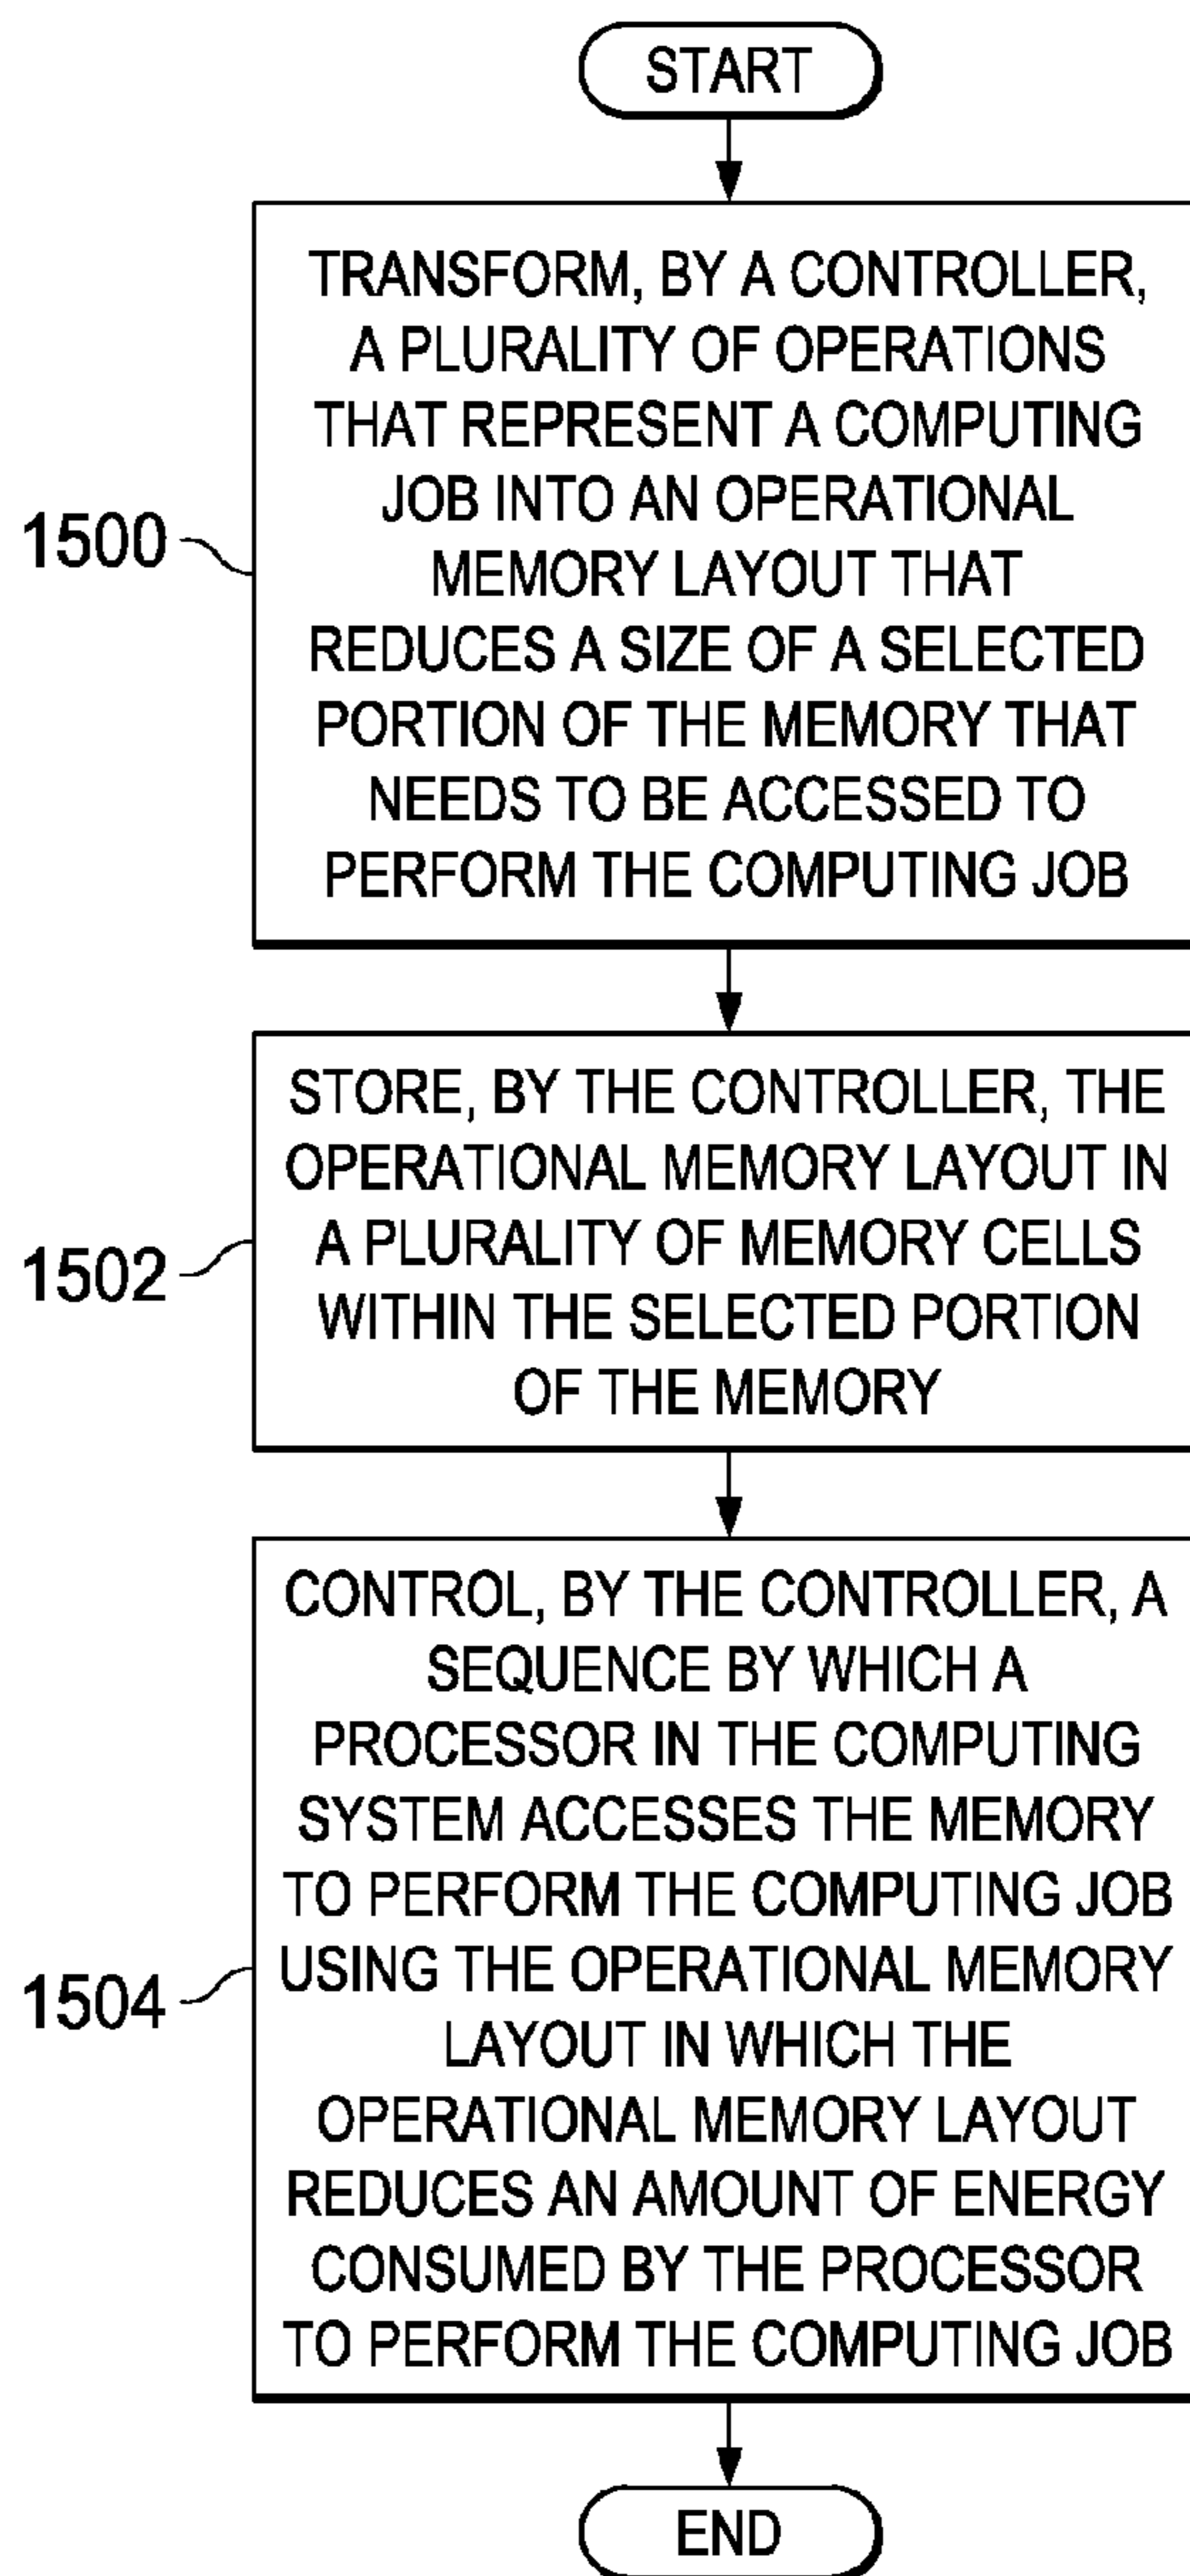 START
TRANSFORM, BY A CONTROLLER,
A PLURALITY OF OPERATIONS
THAT REPRESENT A COMPUTING
JOB INTO AN OPERATIONAL
MEMORY LAYOUT THAT
REDUCES A SIZE OF A SELECTED
PORTION OF THE MEMORY THAT
NEEDS TO BE ACCESSED TO
PERFORM THE COMPUTING JOB
1500
STORE, BY THE CONTROLLER, THE
OPERATIONAL MEMORY LAYOUT IN
A PLURALITY OF MEMORY CELLS
WITHIN THE SELECTED PORTION
OF THE MEMORY
1502
CONTROL, BY THE CONTROLLER, A
SEQUENCE BY WHICH A
PROCESSOR IN THE COMPUTING
SYSTEM ACCESSES THE MEMORY
TO PERFORM THE COMPUTING JOB
USING THE OPERATIONAL MEMORY
LAYOUT IN WHICH THE
OPERATIONAL MEMORY LAYOUT
REDUCES AN AMOUNT OF ENERGY
CONSUMED BY THE PROCESSOR
TO PERFORM THE COMPUTING JOB
1504
END